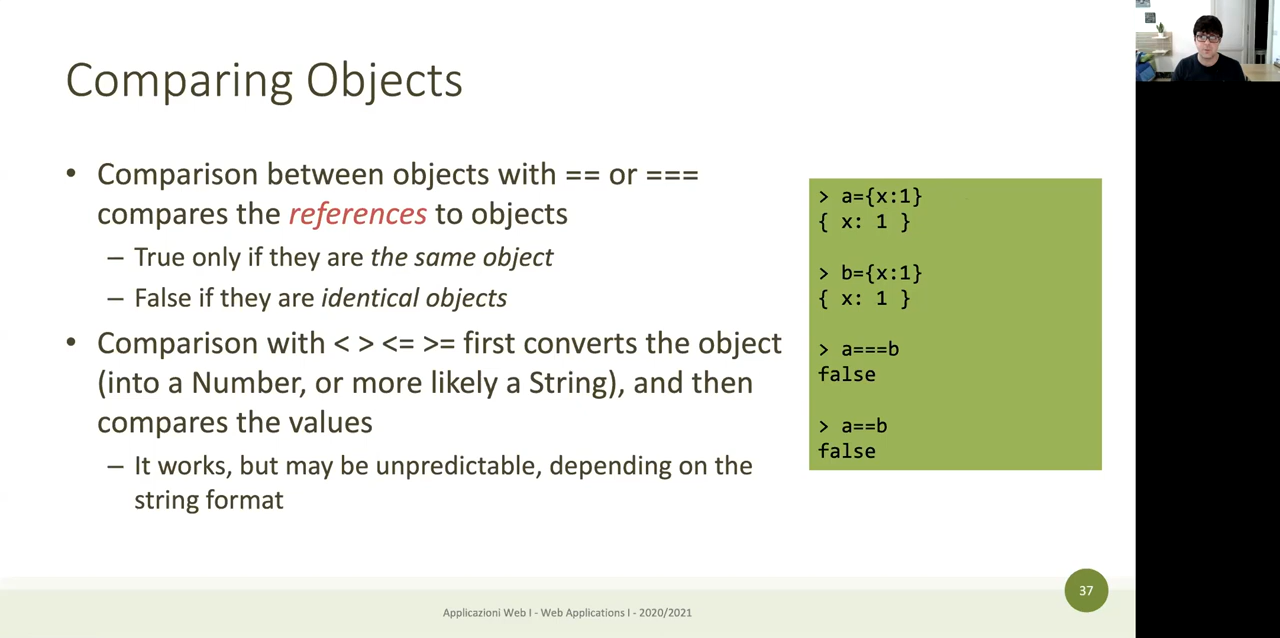 Comparing Objects
• Comparison between objects with == or ===
compares the references to objects
– True only if they are the same object
– False if they are identical objects
• Comparison with < > <= >= first converts the object
(into a Number, or more likely a String), and then
compares the values
– It works, but may be unpredictable, depending on the
string format
> a={x:1}
{ x: 1 }
> b={x:1}
{ x: 1 }
> a===b
false
> a==b
false
37
Applicazioni Web I - Web Applications I - 2020/2021